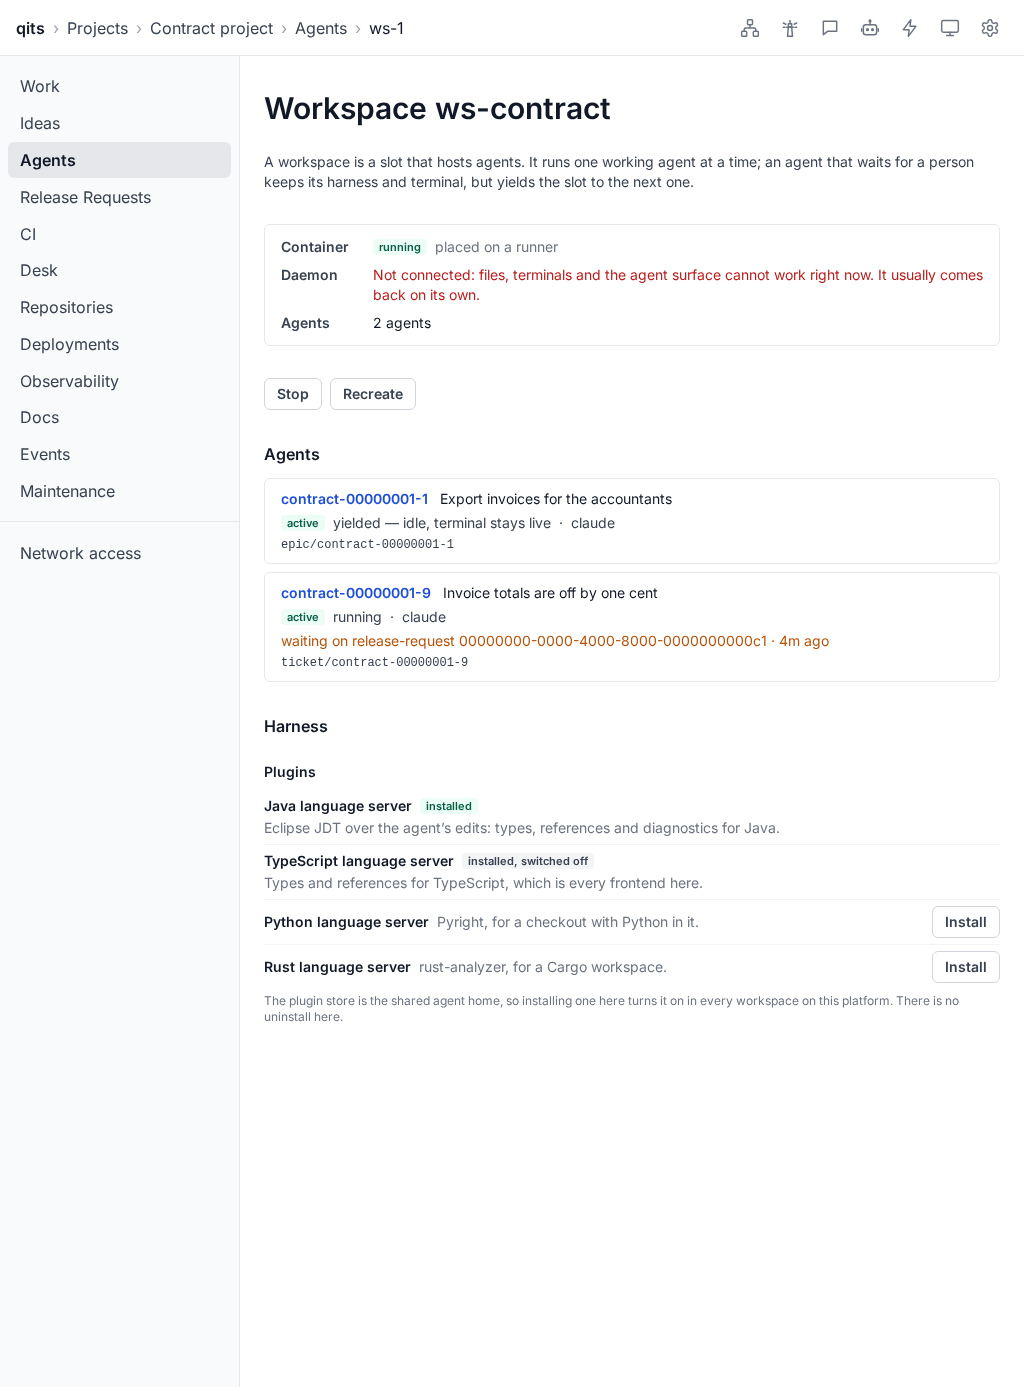 qits › Projects › Contract project › Agents › ws-1
Work
Ideas
Agents
Release Requests
CI
Desk
Repositories
Deployments
Observability
Docs
Events
Maintenance
Network access
Workspace ws-contract
A workspace is a slot that hosts agents. It runs one working agent at a time; an agent that waits for a person
keeps its harness and terminal, but yields the slot to the next one.
Container running placed on a runner
Daemon Not connected: files, terminals and the agent surface cannot work right now. It usually comes
back on its own.
Agents 2 agents
Stop Recreate
Agents
contract-00000001-1 Export invoices for the accountants
active yielded — idle, terminal stays live · claude
epic/contract-00000001-1
contract-00000001-9 Invoice totals are off by one cent
active running · claude
waiting on release-request 00000000-0000-4000-8000-0000000000c1 · 4m ago
ticket/contract-00000001-9
Harness
Plugins
Java language server installed
Eclipse JDT over the agent’s edits: types, references and diagnostics for Java.
TypeScript language server installed, switched off
Types and references for TypeScript, which is every frontend here.
Python language server Pyright, for a checkout with Python in it. Install
Rust language server rust-analyzer, for a Cargo workspace. Install
The plugin store is the shared agent home, so installing one here turns it on in every workspace on this platform. There is no
uninstall here.